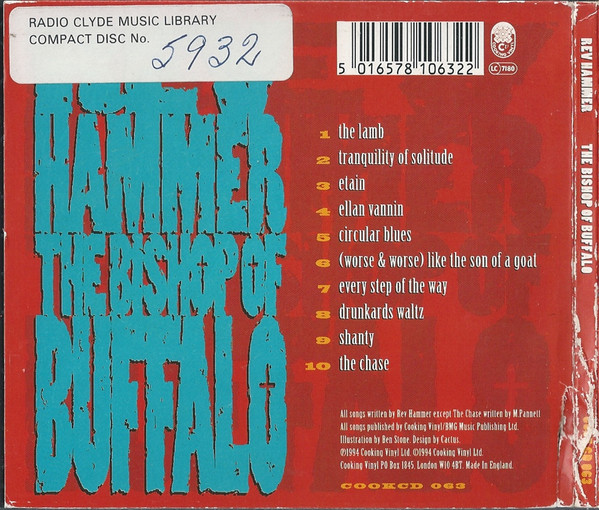 RADIO CLYDE MUSIC LIBRARY
COMPACT DISC No. 5932
HAMMER
THE BISHOP OF
BUFFALO
5 016578 106322
LC 7180
1 the lamb
2 tranquility of solitude
3 etain
4 ellan vannin
5 circular blues
6 (worse & worse) like the son of a goat
7 every step of the way
8 drunkards waltz
9 shanty
10 the chase
All songs written by Rev Hammer except The Chase written by M.Pannett
All songs published by Cooking Vinyl/BMG Music Publishing Ltd.
Illustration by Ben Stone. Design by Cactus.
℗1994 Cooking Vinyl Ltd. ©1994 Cooking Vinyl Ltd.
Cooking Vinyl PO Box 1845, London W10 4BT. Made In England.
COOKCD 063
REV HAMMER THE BISHOP OF BUFFALO
CD 063